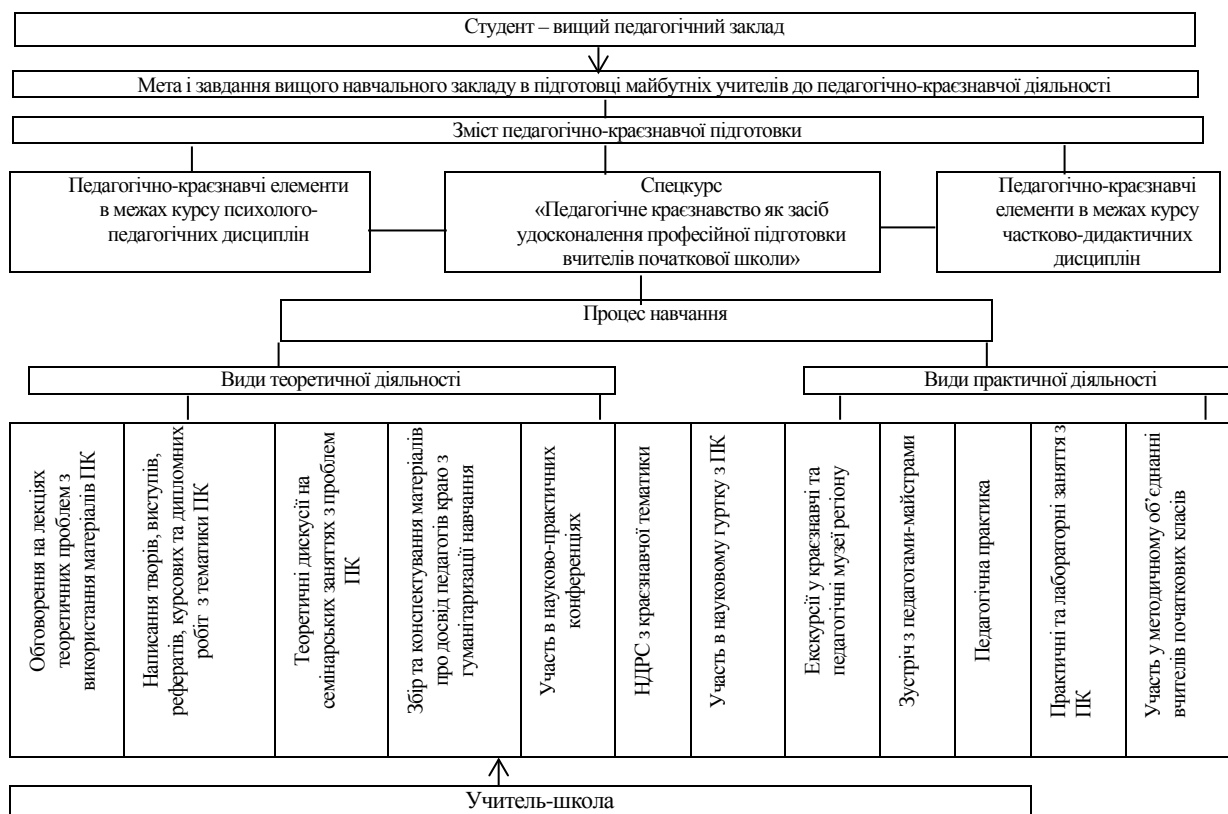 Студент – вищий педагогічний заклад
Мета і завдання вищого навчального закладу в підготовці майбутніх учителів до педагогічно-краєзнавчої діяльності
Зміст педагогічно-краєзнавчої підготовки
Педагогічно-краєзнавчі елементи
в межах курсу психолого-
педагогічних дисциплін
Спецкурс
«Педагогічне краєзнавство як засіб
удосконалення професійної підготовки
вчителів початкової школи»
Педагогічно-краєзнавчі
елементи в межах курсу
частково-дидактичних
дисциплін
Процес навчання
Види теоретичної діяльності
Види практичної діяльності
Обговорення на лекціях
теоретичних проблем з
використання матеріалів ПК
Написання творів, виступів,
рефератів, курсових та дипломних
робіт з тематики ПК
Теоретичні дискусії на
семінарських заняттях з проблем
ПК
Збір та конспектування матеріалів
про досвід педагогів краю з
гуманітаризації навчання
Участь в науково-практичних
конференціях
НДРС з краєзнавчої тематики
Участь в науковому гуртку з ПК
Екскурсії у краєзнавчі та
педагогічні музеї регіону
Зустріч з педагогами-майстрами
Педагогічна практика
Практичні та лабораторні заняття з
ПК
Участь у методичному об’єднанні
вчителів початкових класів
Учитель-школа